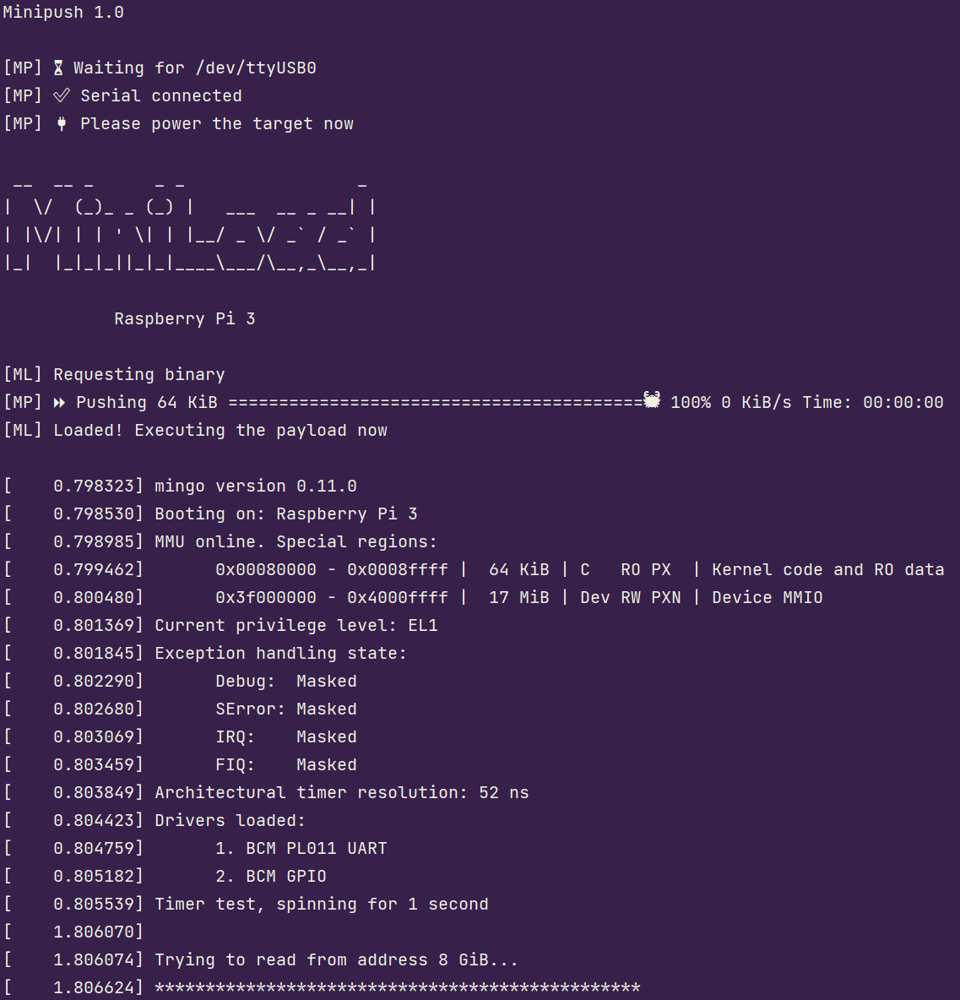 Minipush 1.0
[MP] ⏳ Waiting for /dev/ttyUSB0
[MP] ✅ Serial connected
[MP] 🔌 Please power the target now
 __  __ _      _ _                 _
|  \/  (_)_ _ (_) |   ___  __ _ __| |
| |\/| | | ' \| | |__/ _ \/ _` / _` |
|_|  |_|_|_||_|_|____\___/\__,_\__,_|
           Raspberry Pi 3
[ML] Requesting binary
[MP] ⏩ Pushing 64 KiB =========================================🦀 100% 0 KiB/s Time: 00:00:00
[ML] Loaded! Executing the payload now
[    0.798323] mingo version 0.11.0
[    0.798530] Booting on: Raspberry Pi 3
[    0.798985] MMU online. Special regions:
[    0.799462]       0x00080000 - 0x0008ffff |  64 KiB | C   RO PX  | Kernel code and RO data
[    0.800480]       0x3f000000 - 0x4000ffff |  17 MiB | Dev RW PXN | Device MMIO
[    0.801369] Current privilege level: EL1
[    0.801845] Exception handling state:
[    0.802290]       Debug:  Masked
[    0.802680]       SError: Masked
[    0.803069]       IRQ:    Masked
[    0.803459]       FIQ:    Masked
[    0.803849] Architectural timer resolution: 52 ns
[    0.804423] Drivers loaded:
[    0.804759]       1. BCM PL011 UART
[    0.805182]       2. BCM GPIO
[    0.805539] Timer test, spinning for 1 second
[    1.806070]
[    1.806074] Trying to read from address 8 GiB...
[    1.806624] ************************************************